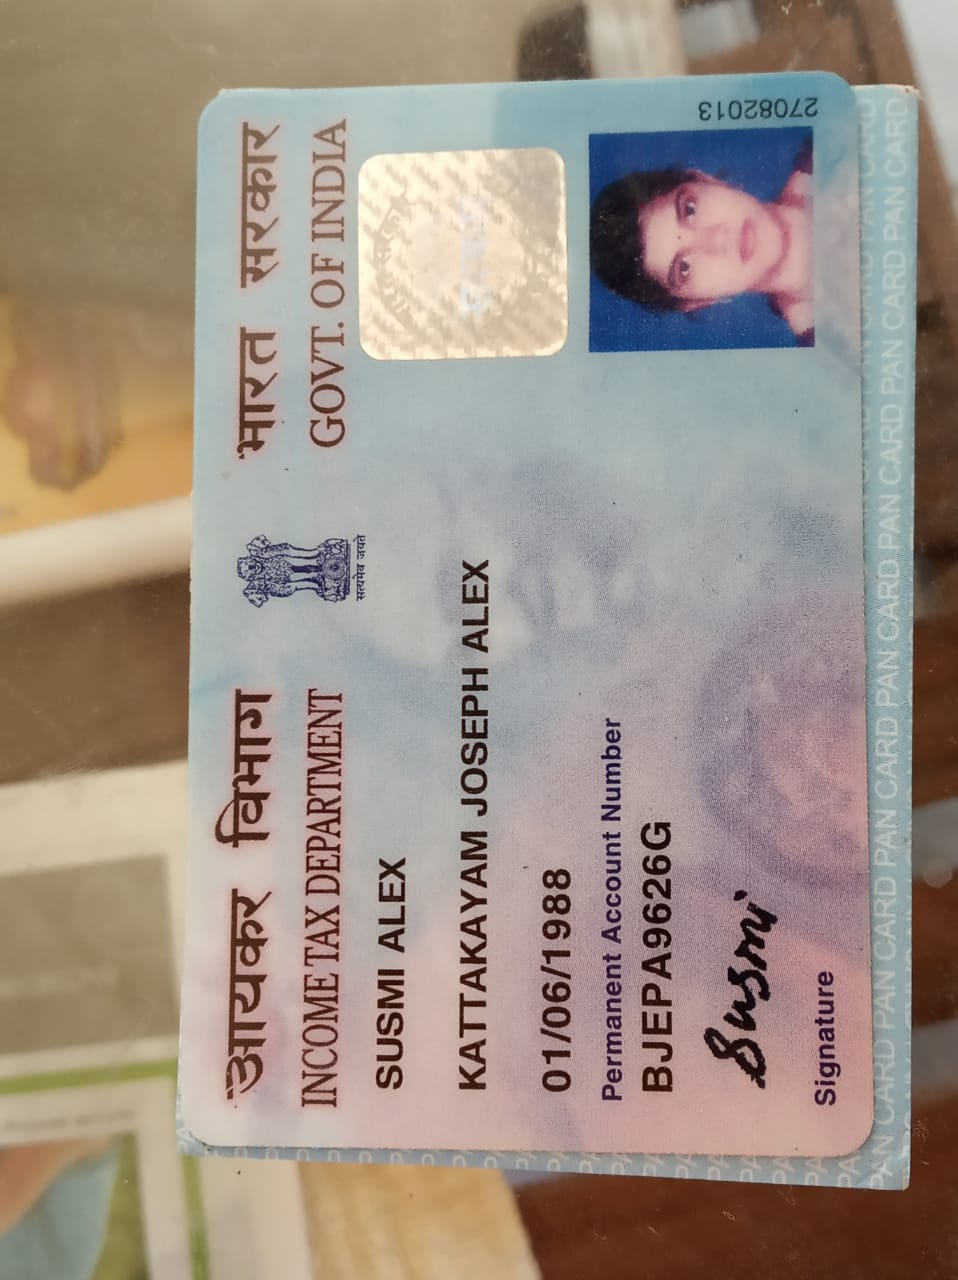 आयकर विभाग
INCOME TAX DEPARTMENT
सत्यमेव जयते
भारत सरकार
GOVT. OF INDIA
SUSMI ALEX
KATTAKAYAM JOSEPH ALEX
01/06/1988
Permanent Account Number
BJEPA9626G
Susmi
Signature
27082013
PAN CARD PAN CARD PAN CARD PAN CARD PAN CARD PAN CARD PAN CARD